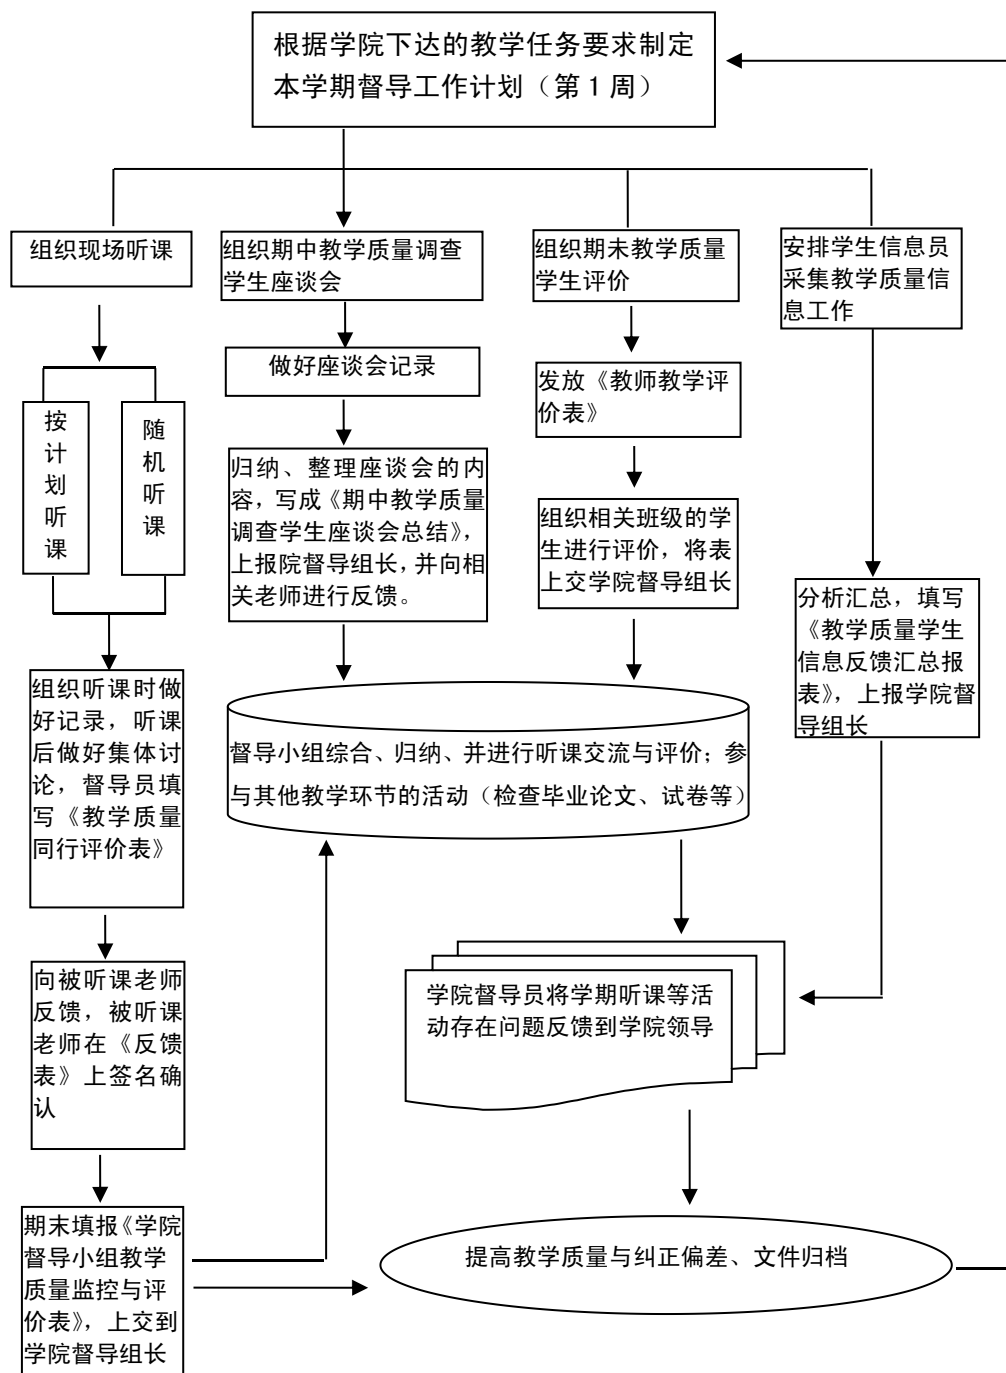 根据学院下达的教学任务要求制定
本学期督导工作计划（第1周）
组织现场听课
组织期中教学质量调查
学生座谈会
组织期未教学质量
学生评价
安排学生信息员
采集教学质量信
息工作
做好座谈会记录
发放《教师教学评
价表》
按
计
划
听
课
随
机
听
课
归纳、整理座谈会的内
容，写成《期中教学质量
调查学生座谈会总结》，
上报院督导组长，并向相
关老师进行反馈。
组织相关班级的学
生进行评价，将表
上交学院督导组长
分析汇总，填写
《教学质量学生
信息反馈汇总报
表》，上报学院督
导组长
组织听课时做
好记录，听课
后做好集体讨
论，督导员填
写《教学质量
同行评价表》
督导小组综合、归纳、并进行听课交流与评价；参
与其他教学环节的活动（检查毕业论文、试卷等）
向被听课老师
反馈，被听课
老师在《反馈
表》上签名确
认
学院督导员将学期听课等活
动存在问题反馈到学院领导
期末填报《学院
督导小组教学
质量监控与评
价表》，上交到
学院督导组长
提高教学质量与纠正偏差、文件归档